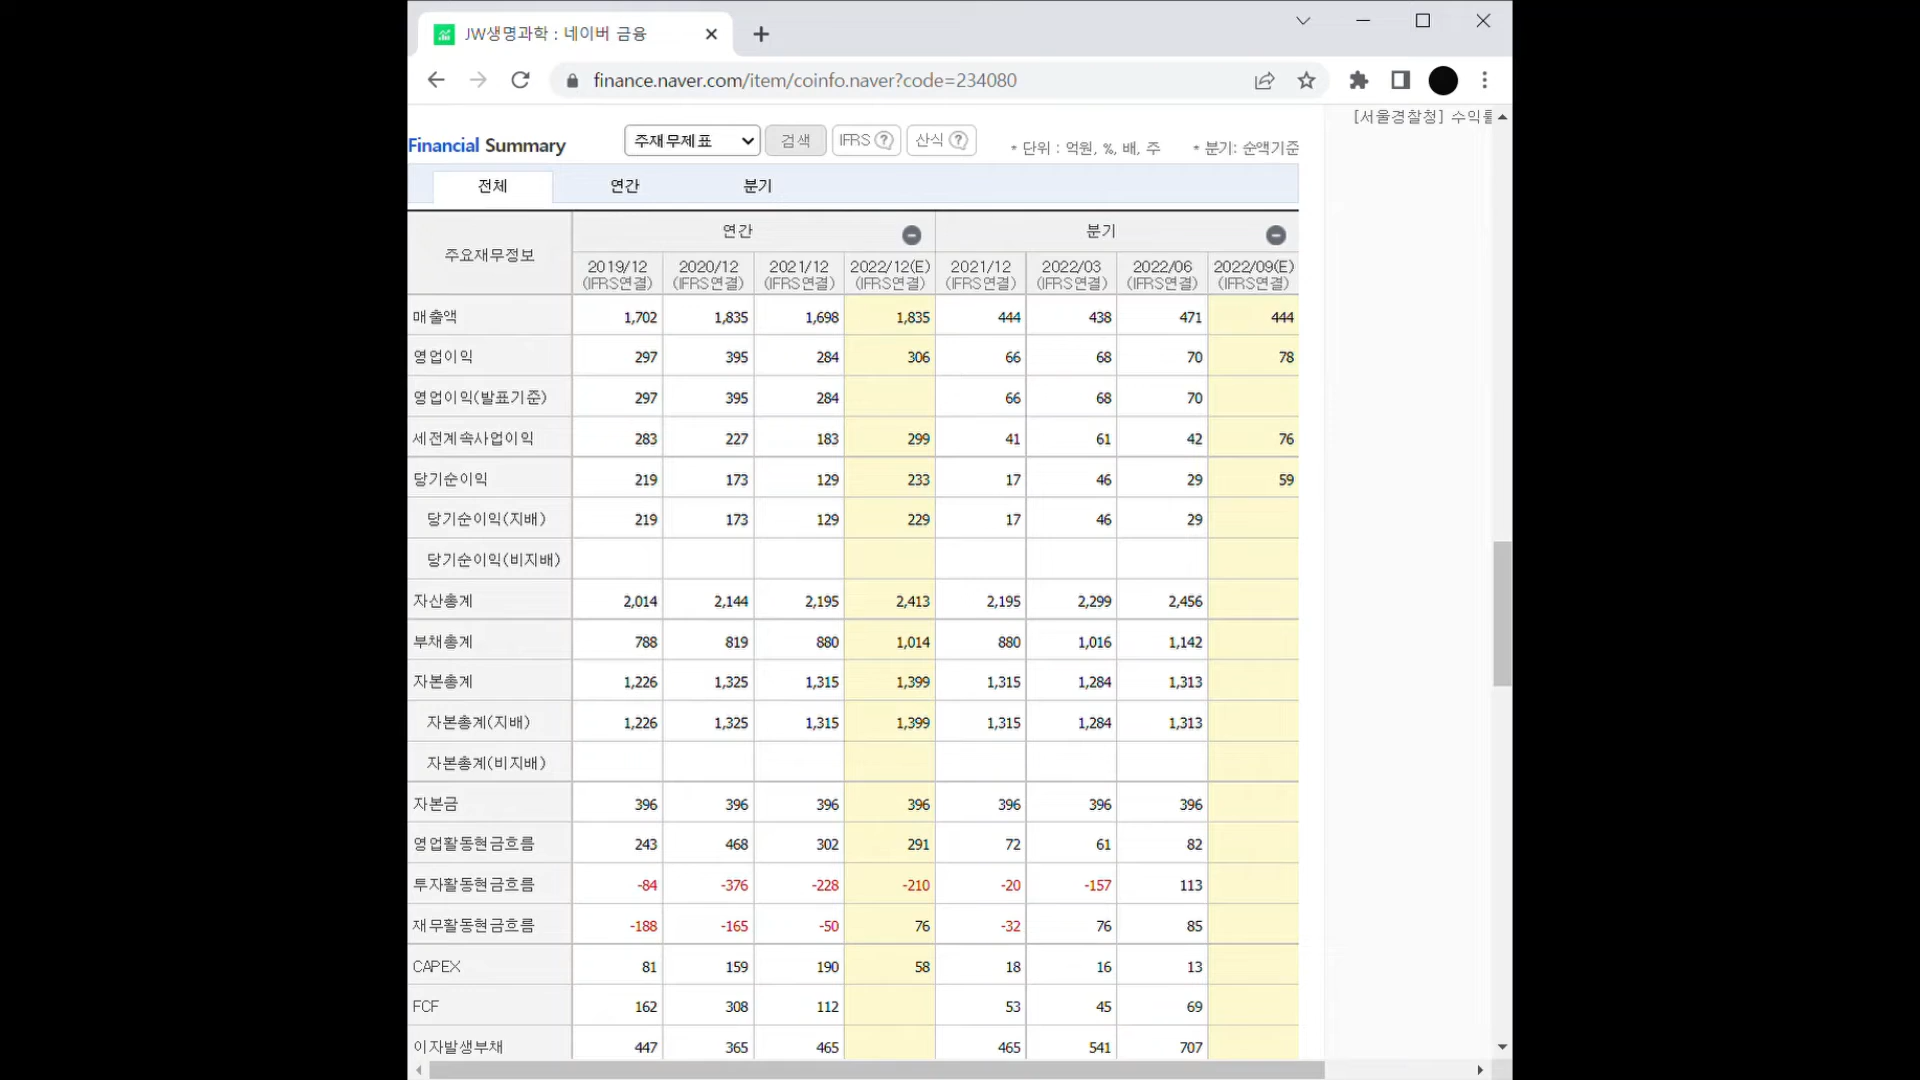 JW생명과학 : 네이버 금융
finance.naver.com/item/coinfo.naver?code=234080
[서울경찰청] 수익률
Financial Summary 주재무제표 검색 IFRS ? 산식 ? * 단위 : 억원, %, 배, 주 * 분기: 순액기준
전체 연간 분기
주요재무정보 연간 분기
2019/12 2020/12 2021/12 2022/12(E) 2021/12 2022/03 2022/06 2022/09(E)
(IFRS연결) (IFRS연결) (IFRS연결) (IFRS연결) (IFRS연결) (IFRS연결) (IFRS연결) (IFRS연결)
매출액 1,702 1,835 1,698 1,835 444 438 471 444
영업이익 297 395 284 306 66 68 70 78
영업이익(발표기준) 297 395 284 66 68 70
세전계속사업이익 283 227 183 299 41 61 42 76
당기순이익 219 173 129 233 17 46 29 59
당기순이익(지배) 219 173 129 229 17 46 29
당기순이익(비지배)
자산총계 2,014 2,144 2,195 2,413 2,195 2,299 2,456
부채총계 788 819 880 1,014 880 1,016 1,142
자본총계 1,226 1,325 1,315 1,399 1,315 1,284 1,313
자본총계(지배) 1,226 1,325 1,315 1,399 1,315 1,284 1,313
자본총계(비지배)
자본금 396 396 396 396 396 396 396
영업활동현금흐름 243 468 302 291 72 61 82
투자활동현금흐름 -84 -376 -228 -210 -20 -157 113
재무활동현금흐름 -188 -165 -50 76 -32 76 85
CAPEX 81 159 190 58 18 16 13
FCF 162 308 112 53 45 69
이자발생부채 447 365 465 465 541 707